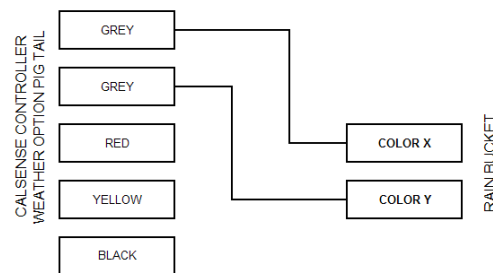 CALSENSE CONTROLLER
WEATHER OPTION PIG TAIL
GREY
GREY
RED
YELLOW
BLACK
COLOR X
COLOR Y
RAIN BUCKET